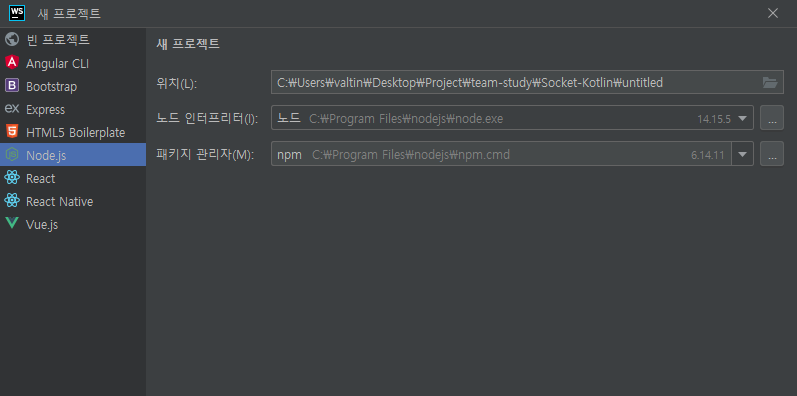 WS 새 프로젝트
빈 프로젝트
Angular CLI
Bootstrap
ex Express
HTML5 Boilerplate
Node.js
React
React Native
Vue.js
새 프로젝트
위치(L): C:₩Users₩valtin₩Desktop₩Project₩team-study₩Socket-Kotlin₩untitled
노드 인터프리터(I): 노드 C:₩Program Files₩nodejs₩node.exe 14.15.5 ...
패키지 관리자(M): npm C:₩Program Files₩nodejs₩npm.cmd 6.14.11 ...